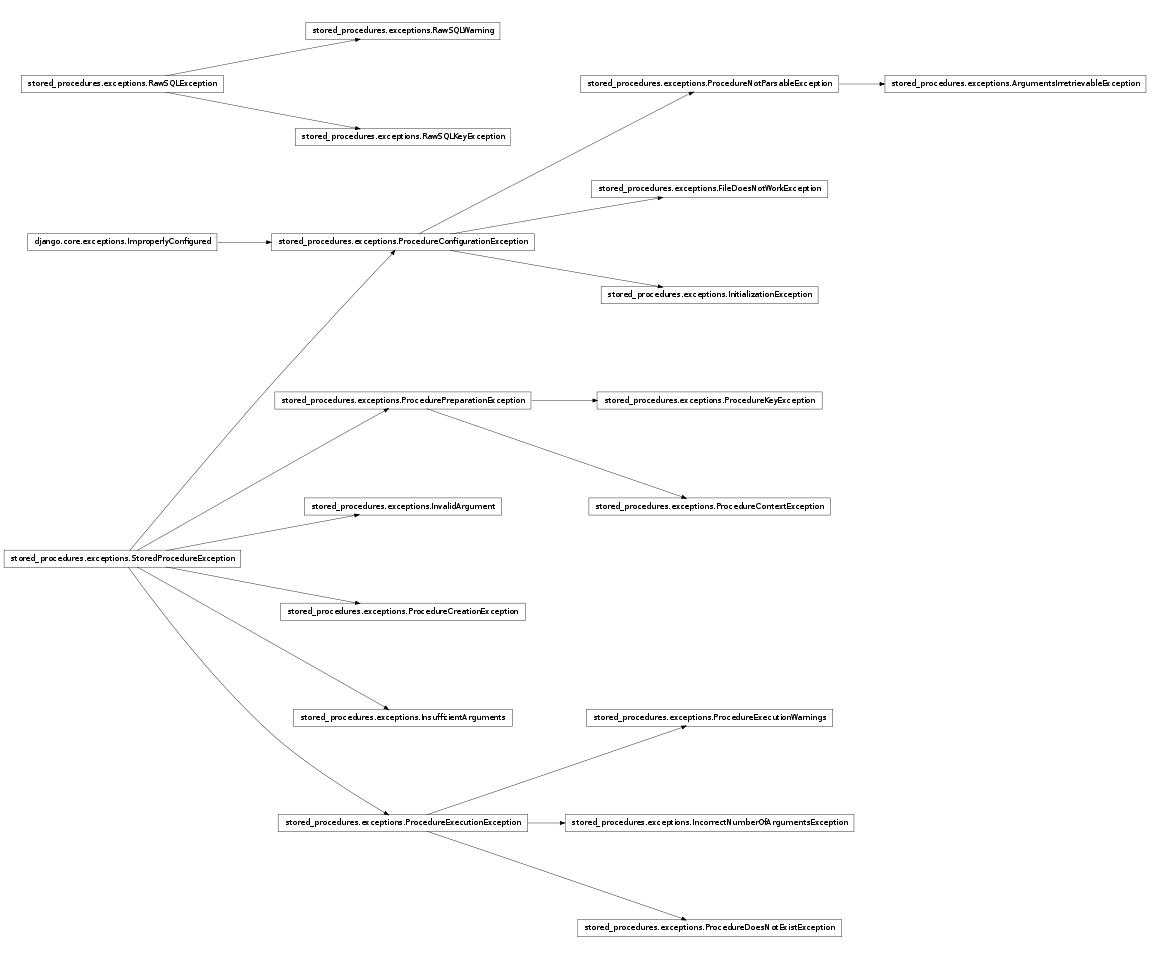 stored_procedures.exceptions.RawSQLWarning
stored_procedures.exceptions.RawSQLException
stored_procedures.exceptions.ProcedureNotParsableException
stored_procedures.exceptions.ArgumentsIrretrievableException
stored_procedures.exceptions.RawSQLKeyException
stored_procedures.exceptions.FileDoesNotWorkException
django.core.exceptions.ImproperlyConfigured
stored_procedures.exceptions.ProcedureConfigurationException
stored_procedures.exceptions.InitializationException
stored_procedures.exceptions.ProcedurePreparationException
stored_procedures.exceptions.ProcedureKeyException
stored_procedures.exceptions.InvalidArgument
stored_procedures.exceptions.ProcedureContextException
stored_procedures.exceptions.StoredProcedureException
stored_procedures.exceptions.ProcedureCreationException
stored_procedures.exceptions.InsufficientArguments
stored_procedures.exceptions.ProcedureExecutionWarnings
stored_procedures.exceptions.ProcedureExecutionException
stored_procedures.exceptions.IncorrectNumberOfArgumentsException
stored_procedures.exceptions.ProcedureDoesNotExistException